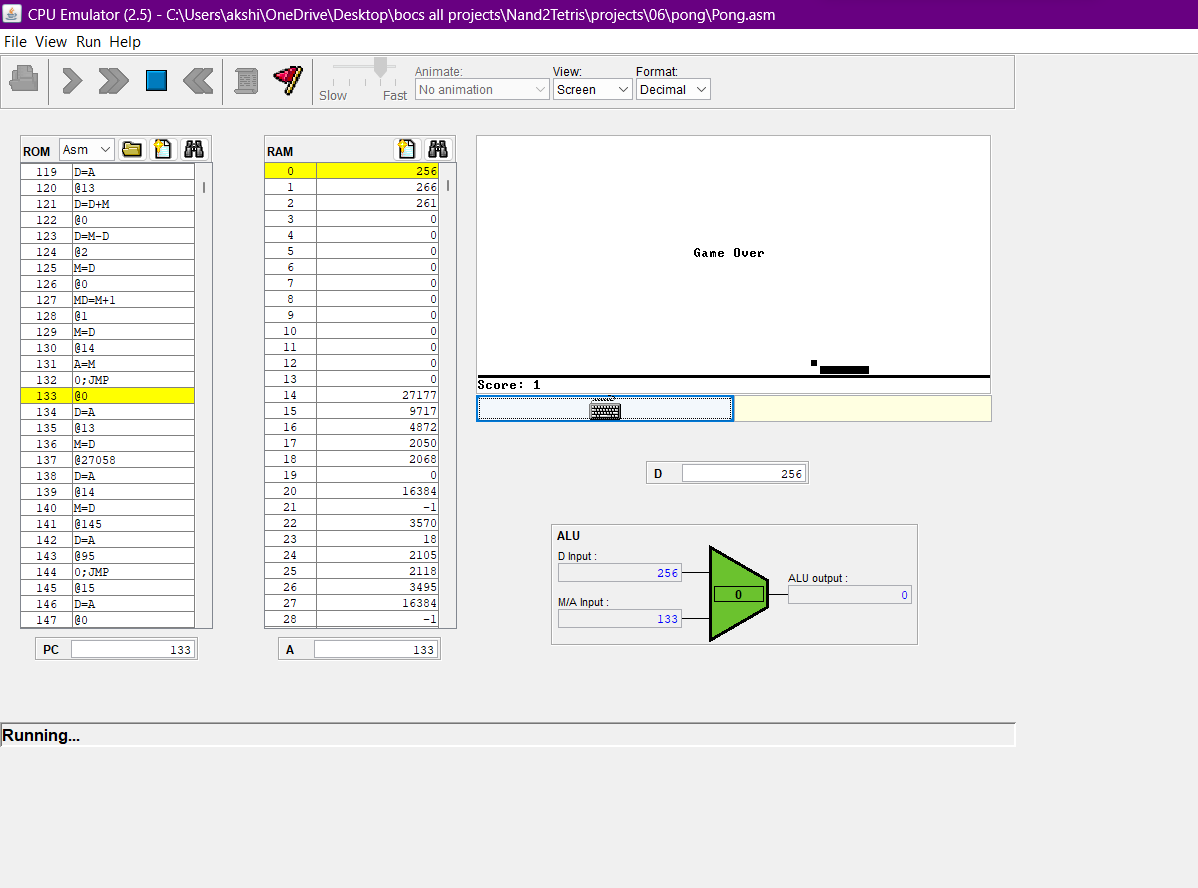 CPU Emulator (2.5) - C:\Users\akshi\OneDrive\Desktop\bocs all projects\Nand2Tetris\projects\06\pong\Pong.asm
File View Run Help
Slow Fast
Animate:
No animation
View:
Screen
Format:
Decimal
ROM Asm
119 D=A
120 @13
121 D=D+M
122 @0
123 D=M-D
124 @2
125 M=D
126 @0
127 MD=M+1
128 @1
129 M=D
130 @14
131 A=M
132 0;JMP
133 @0
134 D=A
135 @13
136 M=D
137 @27058
138 D=A
139 @14
140 M=D
141 @145
142 D=A
143 @95
144 0;JMP
145 @15
146 D=A
147 @0
PC 133
RAM
0 256
1 266
2 261
3 0
4 0
5 0
6 0
7 0
8 0
9 0
10 0
11 0
12 0
13 0
14 27177
15 9717
16 4872
17 2050
18 2068
19 0
20 16384
21 -1
22 3570
23 18
24 2105
25 2118
26 3495
27 16384
28 -1
A 133
Game Over
Score: 1
D 256
ALU
D Input :
256
M/A Input :
133
0
ALU output :
0
Running...